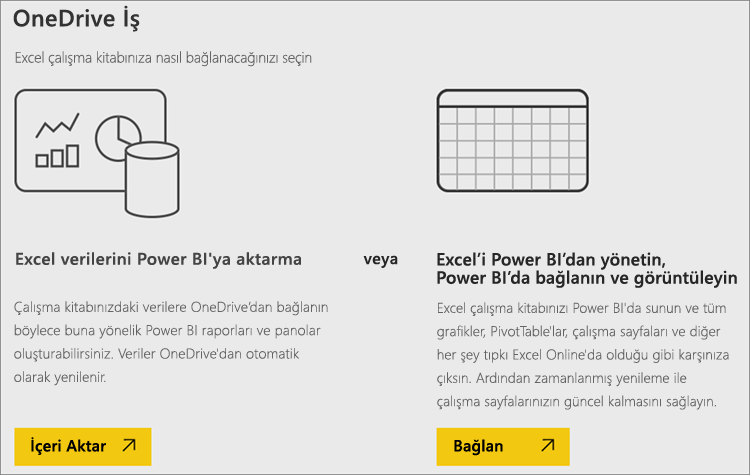 OneDrive İş
Excel çalışma kitabınıza nasıl bağlanacağınızı seçin
Excel verilerini Power BI'ya aktarma
Çalışma kitabınızdaki verilere OneDrive’dan bağlanın
böylece buna yönelik Power BI raporları ve panolar
oluşturabilirsiniz. Veriler OneDrive'dan otomatik
olarak yenilenir.
İçeri Aktar
veya
Excel’i Power BI’dan yönetin,
Power BI’da bağlanın ve görüntüleyin
Excel çalışma kitabınızı Power BI'da sunun ve tüm
grafikler, PivotTable'lar, çalışma sayfaları ve diğer
her şey tıpkı Excel Online'da olduğu gibi karşınıza
çıksın. Ardından zamanlanmış yenileme ile
çalışma sayfalarınızın güncel kalmasını sağlayın.
Bağlan